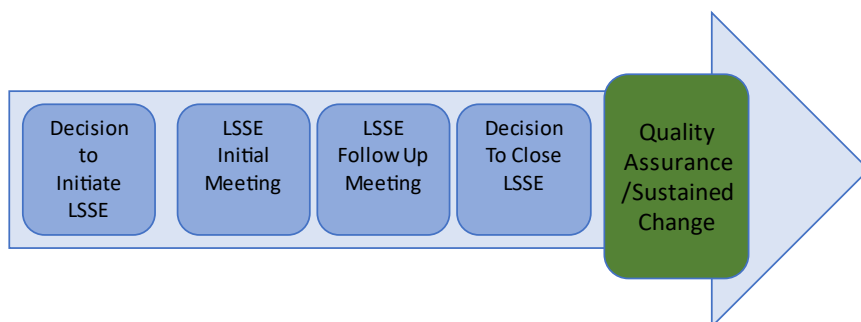 Decision
to
Initiate
LSSE
LSSE
Initial
Meeting
LSSE
Follow Up
Meeting
Decision
To Close
LSSE
Quality
Assurance
/Sustained
Change